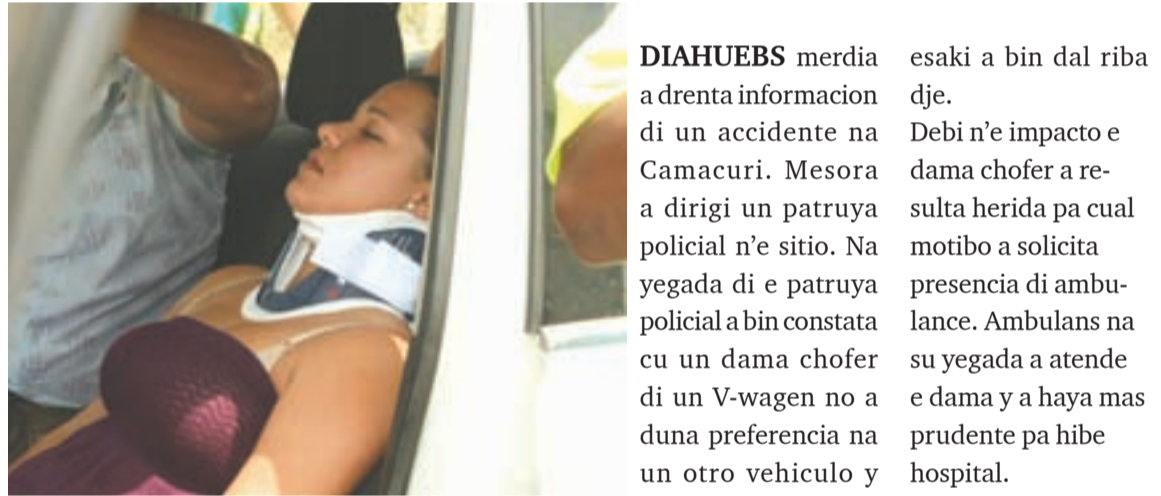 DIAHUEBS merdia
a drenta informacion
di un accidente na
Camacuri. Mesora
a dirigi un patruya
policial n’e sitio. Na
yegada di e patruya
policial a bin constata
cu un dama chofer
di un V-wagen no a
duna preferencia na
un otro vehiculo y
esaki a bin dal riba
dje.
Debi n’e impacto e
dama chofer a re-
sulta herida pa cual
motibo a solicita
presencia di ambu-
lance. Ambulans na
su yegada a atende
e dama y a haya mas
prudente pa hibe
hospital.